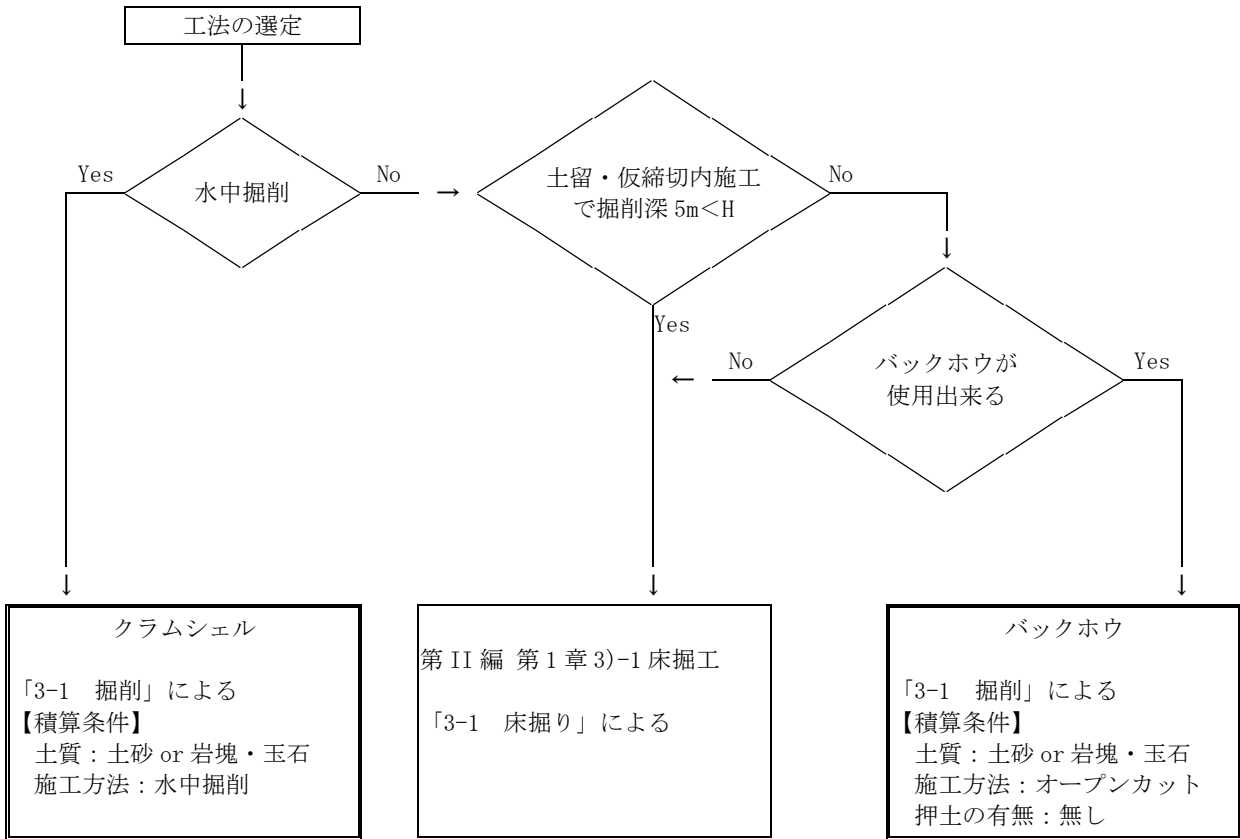 工法の選定
Yes
水中掘削
No
土留・仮締切内施工
で掘削深 5m＜H
No
Yes
No
バックホウが
使用出来る
Yes
クラムシェル
「3-1　掘削」による
【積算条件】
土質：土砂 or 岩塊・玉石
施工方法：水中掘削
第 II 編 第 1 章 3)-1 床掘工
「3-1　床掘り」による
バックホウ
「3-1　掘削」による
【積算条件】
土質：土砂 or 岩塊・玉石
施工方法：オープンカット
押土の有無：無し